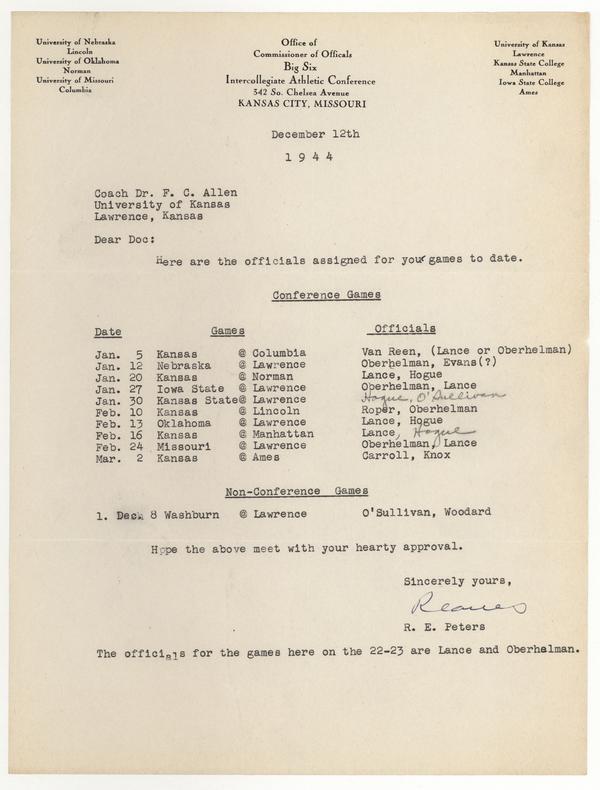 University of Nebraska
Lincoln
University of Oklahoma
Norman
University of Missouri
Columbia
Office of
Commissioner of Officals
Big Six
Intercollegiate Athletic Conference
342 So. Chelsea Avenue
KANSAS CITY, MISSOURI
University of Kansas
Lawrence
Kansas State College
Manhattan
Iowa State College
Ames
December 12th
1 9 4 4
Coach Dr. F. C. Allen
University of Kansas
Lawrence, Kansas
Dear Doc:
Here are the officials assigned for your games to date.
Conference Games
Date Games Officials
Jan. 5 Kansas @ Columbia Van Reen, (Lance or Oberhelman)
Jan. 12 Nebraska @ Lawrence Oberhelman, Evans(?)
Jan. 20 Kansas @ Norman Lance, Hogue
Jan. 27 Iowa State @ Lawrence Oberhelman, Lance
Jan. 30 Kansas State@ Lawrence Hogue, O'Sullivan
Feb. 10 Kansas @ Lincoln Roper, Oberhelman
Feb. 13 Oklahoma @ Lawrence Lance, Hogue
Feb. 16 Kansas @ Manhattan Lance, Hogue
Feb. 24 Missouri @ Lawrence Oberhelman, Lance
Mar. 2 Kansas @ Ames Carroll, Knox
Non-Conference Games
1. Dec. 8 Washburn @ Lawrence O'Sullivan, Woodard
Hope the above meet with your hearty approval.
Sincerely yours,
Reaves
R. E. Peters
The officials for the games here on the 22-23 are Lance and Oberhelman.